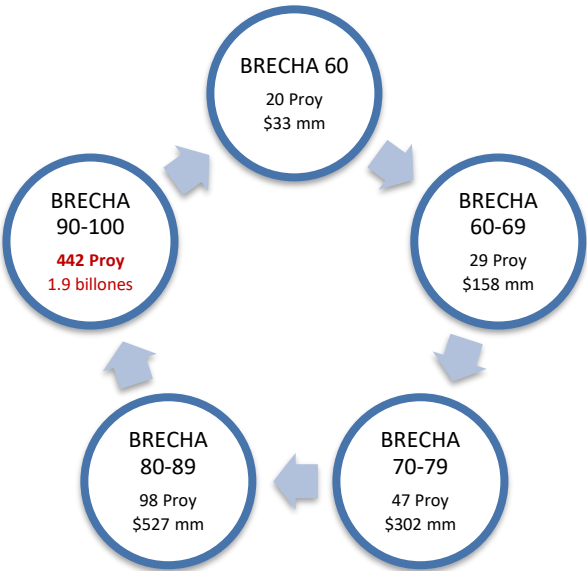 BRECHA 60
20 Proy
$33 mm
BRECHA
60-69
29 Proy
$158 mm
BRECHA
70-79
47 Proy
$302 mm
BRECHA
80-89
98 Proy
$527 mm
BRECHA
90-100
442 Proy
1.9 billones